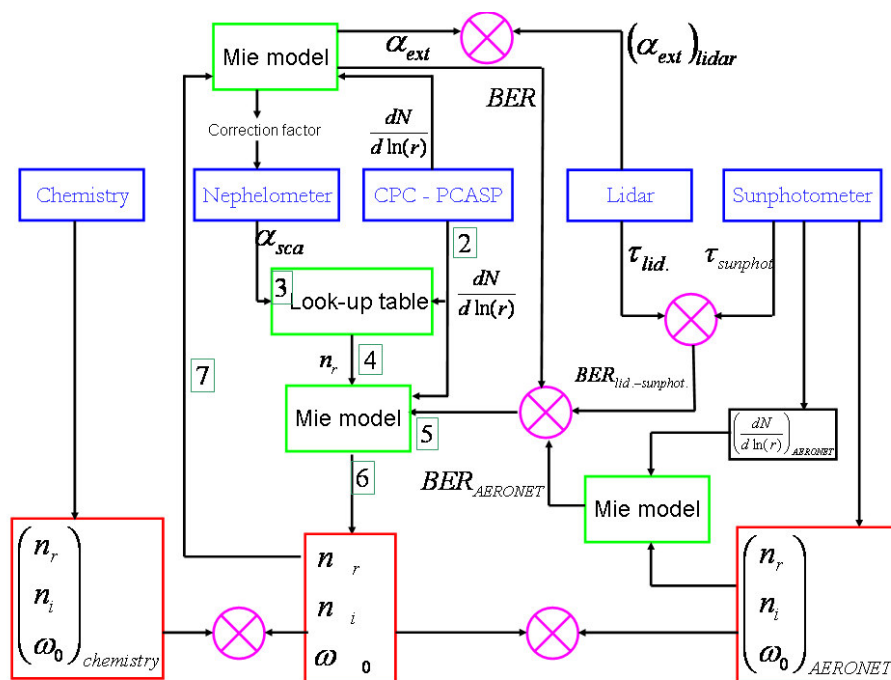 Mie model
α_ext
(α_ext)_lidar
BER
Correction factor
dN
d ln(r)
Chemistry
Nephelometer
CPC - PCASP
Lidar
Sunphotometer
α_sca
2
τ_lid.
τ_sunphot
3
Look-up table
dN
d ln(r)
n_r
4
7
BER_lid.-sunphot.
Mie model
5
(dN
d ln(r))_AERONET
6
BER_AERONET
Mie model
(n_r
n_i
ω_0)_chemistry
n_r
n_i
ω_0
(n_r
n_i
ω_0)_AERONET